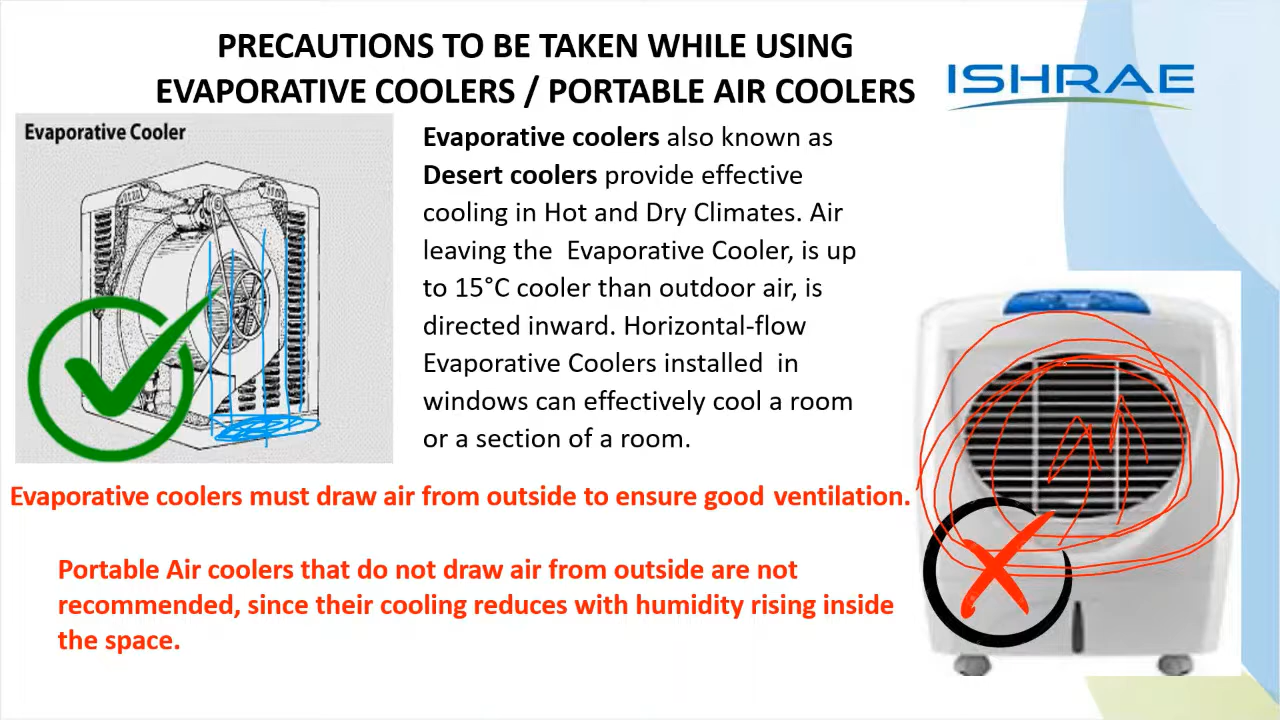 PRECAUTIONS TO BE TAKEN WHILE USING
EVAPORATIVE COOLERS / PORTABLE AIR COOLERS
ISHRAE
Evaporative Cooler
Evaporative coolers also known as
Desert coolers provide effective
cooling in Hot and Dry Climates. Air
leaving the Evaporative Cooler, is up
to 15°C cooler than outdoor air, is
directed inward. Horizontal-flow
Evaporative Coolers installed in
windows can effectively cool a room
or a section of a room.
Evaporative coolers must draw air from outside to ensure good ventilation.
Portable Air coolers that do not draw air from outside are not
recommended, since their cooling reduces with humidity rising inside
the space.